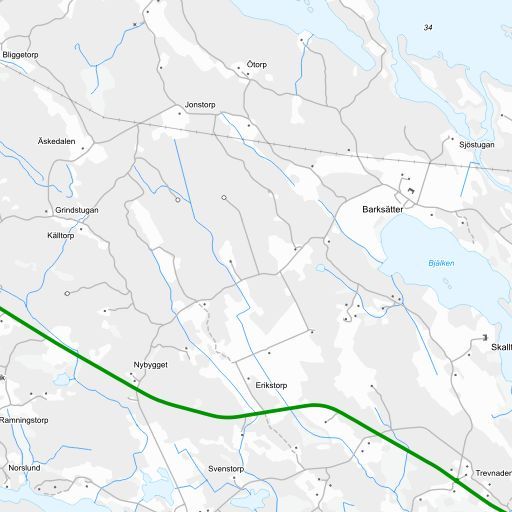 34
Bliggetorp
Ötorp
Jonstorp
Äskedalen
Sjöstugan
Grindstugan
Barksätter
Källtorp
Bjälken
Nybygget
Erikstorp
Ramningstorp
Norslund
Svenstorp
Trevnaden